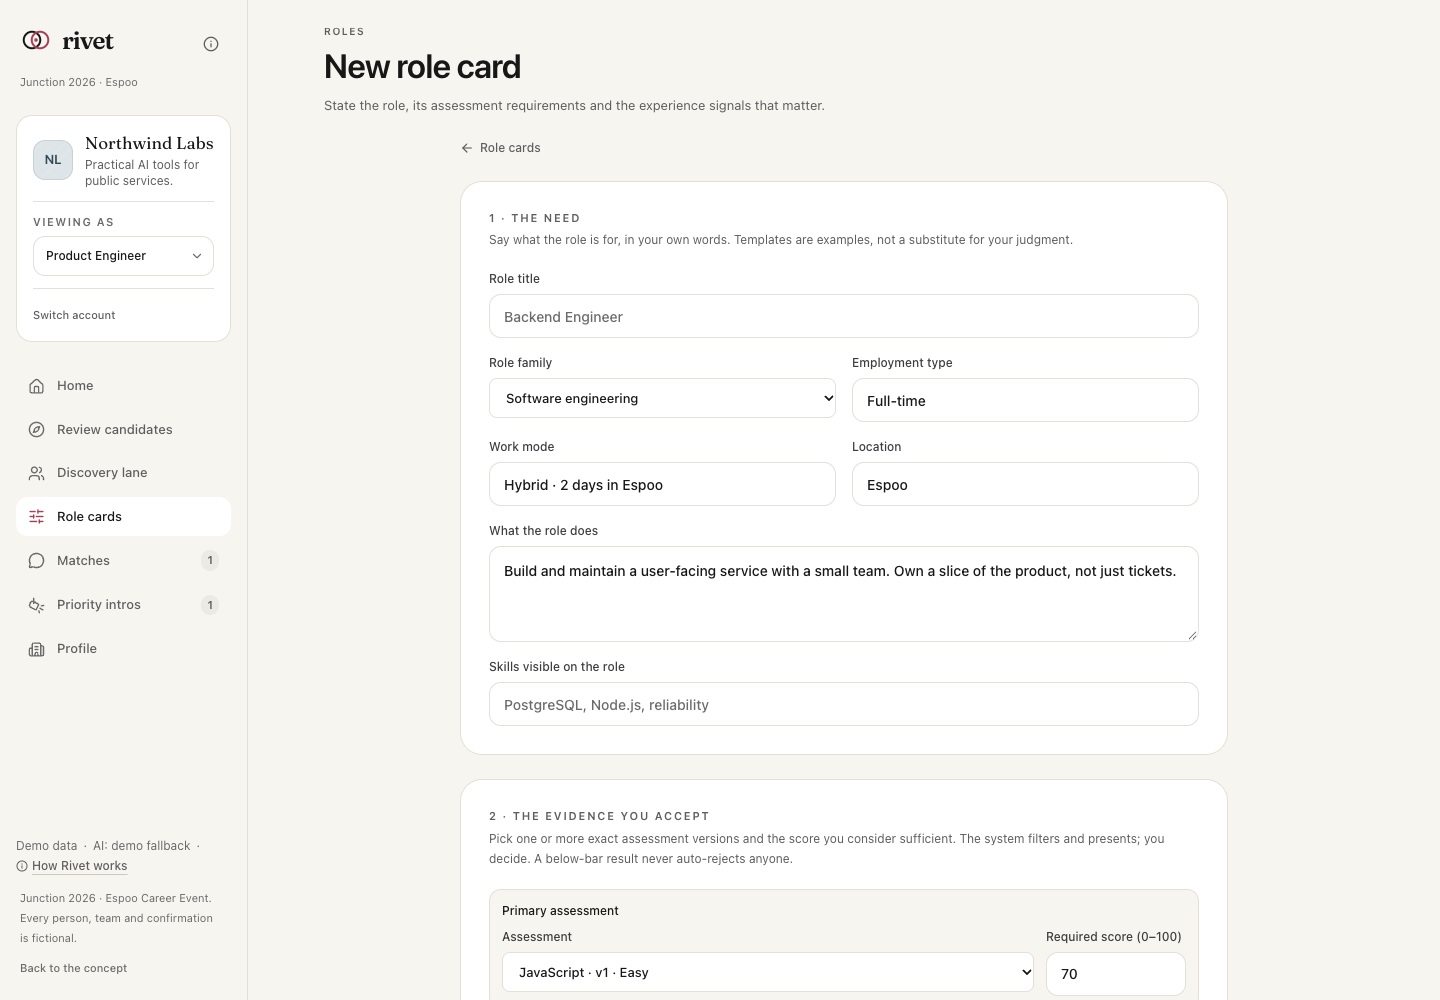 rivet
Junction 2026 · Espoo
NL
Northwind Labs
Practical AI tools for
public services.
VIEWING AS
Product Engineer
Switch account
Home
Review candidates
Discovery lane
Role cards
Matches 1
Priority intros 1
Profile
Demo data · AI: demo fallback ·
How Rivet works
Junction 2026 · Espoo Career Event.
Every person, team and confirmation
is fictional.
Back to the concept
ROLES
New role card
State the role, its assessment requirements and the experience signals that matter.
← Role cards
1 · THE NEED
Say what the role is for, in your own words. Templates are examples, not a substitute for your judgment.
Role title
Backend Engineer
Role family Employment type
Software engineering Full-time
Work mode Location
Hybrid · 2 days in Espoo Espoo
What the role does
Build and maintain a user-facing service with a small team. Own a slice of the product, not just tickets.
Skills visible on the role
PostgreSQL, Node.js, reliability
2 · THE EVIDENCE YOU ACCEPT
Pick one or more exact assessment versions and the score you consider sufficient. The system filters and presents; you
decide. A below-bar result never auto-rejects anyone.
Primary assessment
Assessment Required score (0–100)
JavaScript · v1 · Easy 70